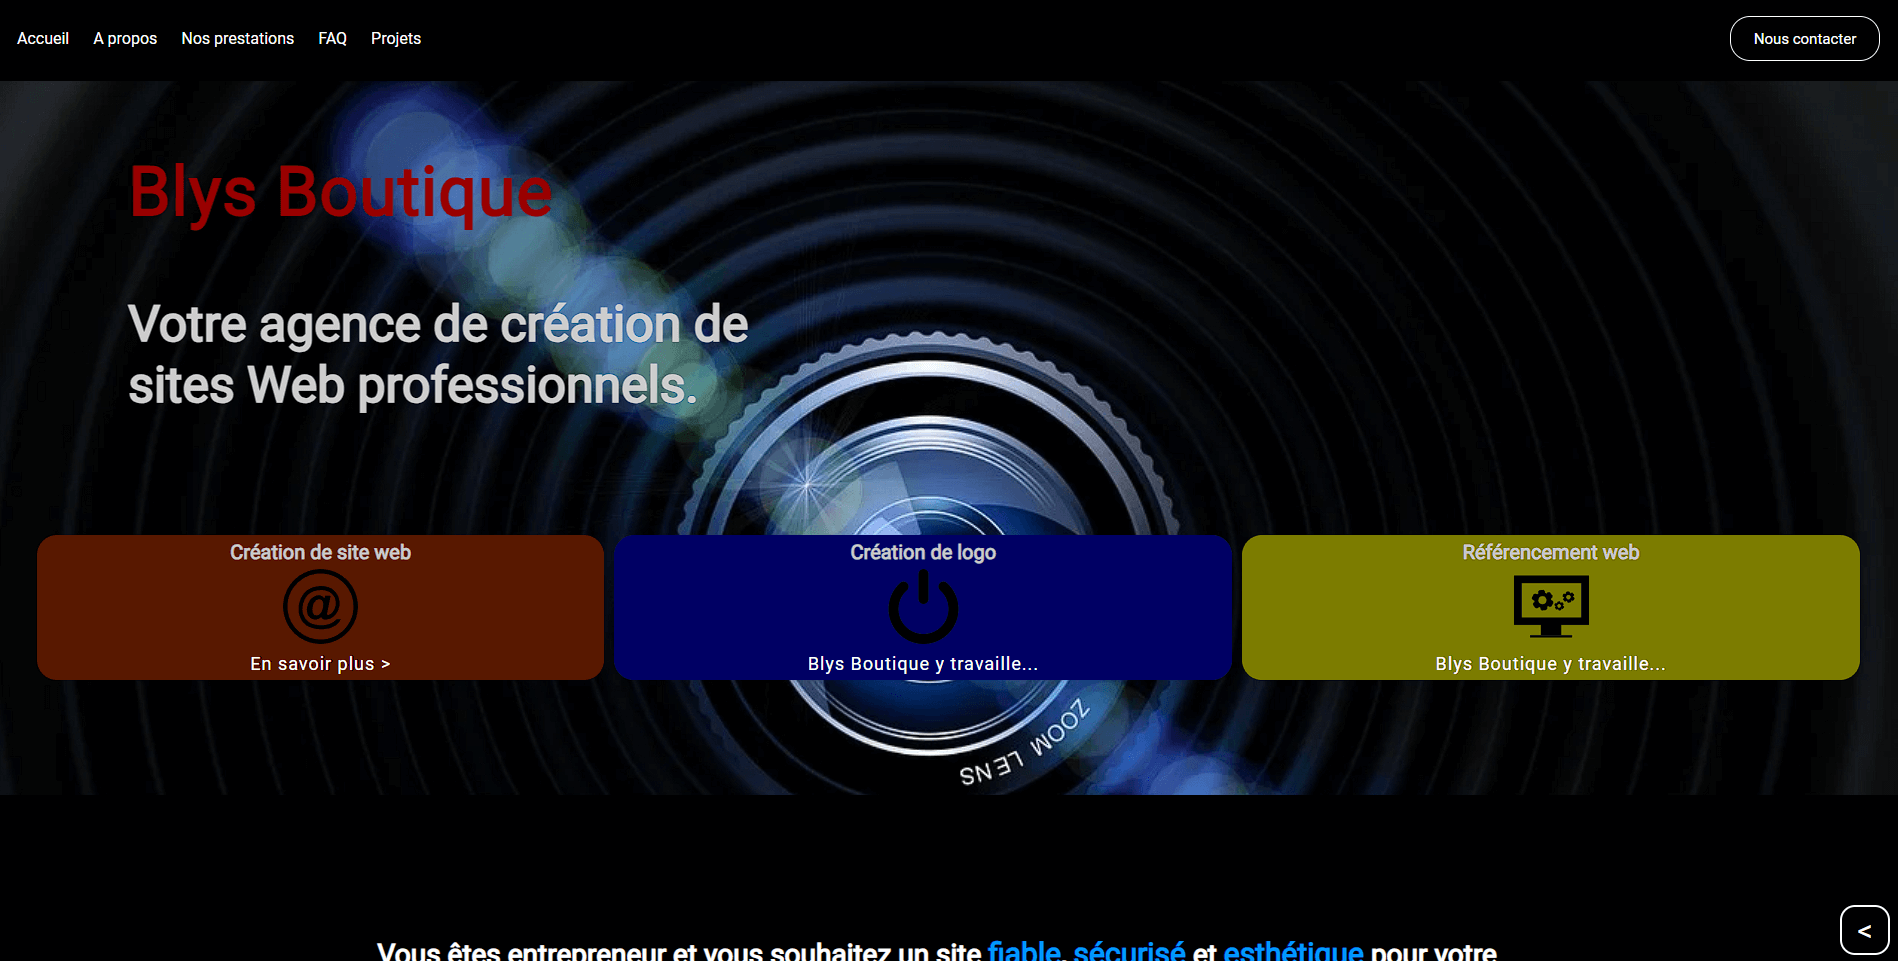 Accueil A propos Nos prestations FAQ Projets Nous contacter
Blys Boutique
Votre agence de création de
sites Web professionnels.
Création de site web
@
En savoir plus >
Création de logo
Blys Boutique y travaille...
Référencement web
Blys Boutique y travaille...
ZOOM LENS
Vous êtes entrepreneur et vous souhaitez un site fiable, sécurisé et esthétique pour votre
<